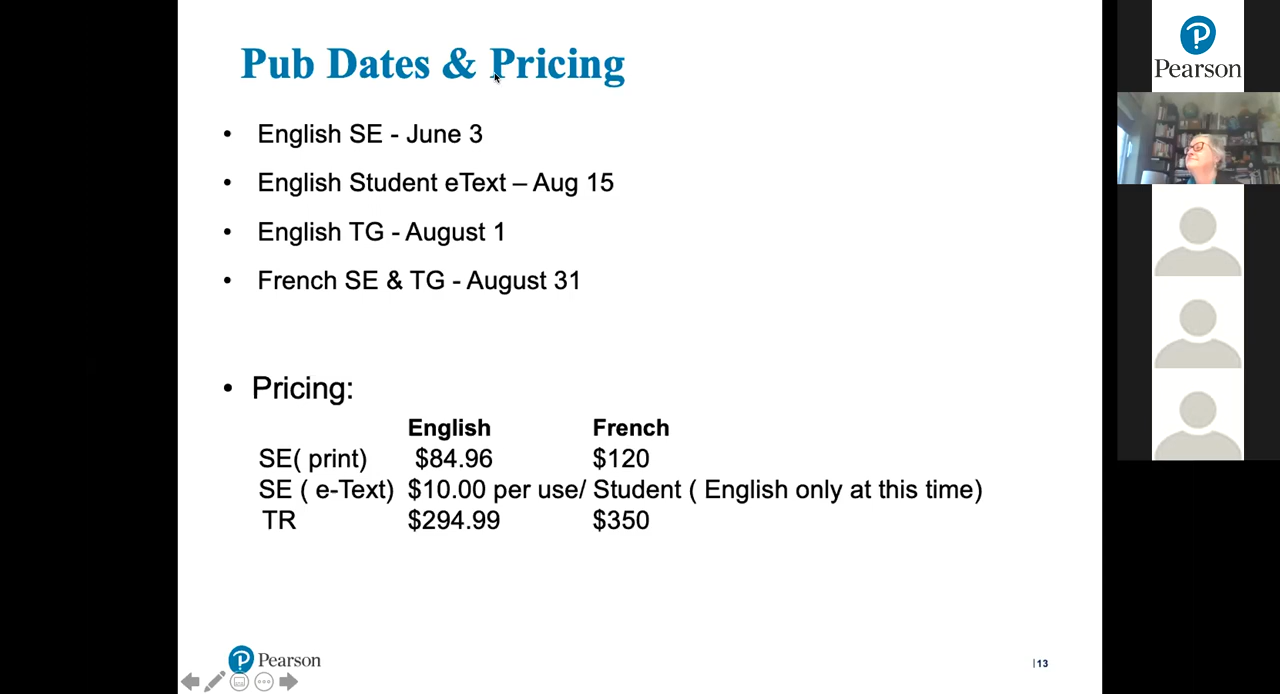 Pub Dates & Pricing
• English SE - June 3
• English Student eText – Aug 15
• English TG - August 1
• French SE & TG - August 31
• Pricing:
English French
SE( print) $84.96 $120
SE ( e-Text) $10.00 per use/ Student ( English only at this time)
TR $294.99 $350
Pearson
| 13
Pearson